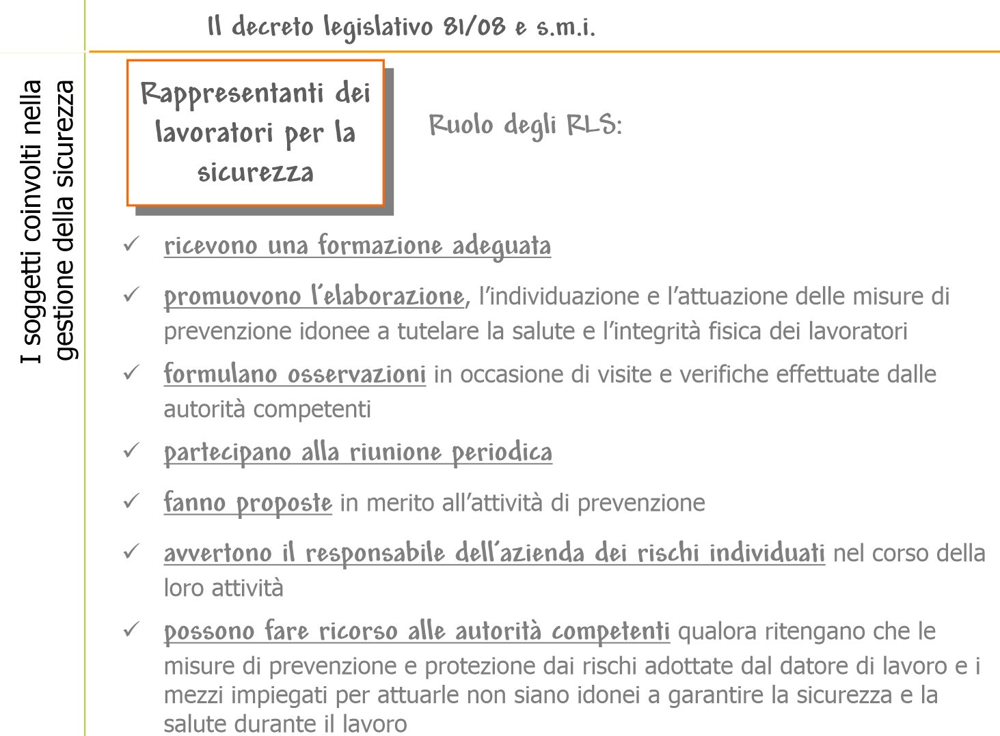 Il decreto legislativo 81/08 e s.m.i.
I soggetti coinvolti nella
gestione della sicurezza
Rappresentanti dei
lavoratori per la
sicurezza
Ruolo degli RLS:
✓ ricevono una formazione adeguata
✓ promuovono l’elaborazione, l’individuazione e l’attuazione delle misure di
prevenzione idonee a tutelare la salute e l’integrità fisica dei lavoratori
✓ formulano osservazioni in occasione di visite e verifiche effettuate dalle
autorità competenti
✓ partecipano alla riunione periodica
✓ fanno proposte in merito all’attività di prevenzione
✓ avvertono il responsabile dell’azienda dei rischi individuati nel corso della
loro attività
✓ possono fare ricorso alle autorità competenti qualora ritengano che le
misure di prevenzione e protezione dai rischi adottate dal datore di lavoro e i
mezzi impiegati per attuarle non siano idonei a garantire la sicurezza e la
salute durante il lavoro